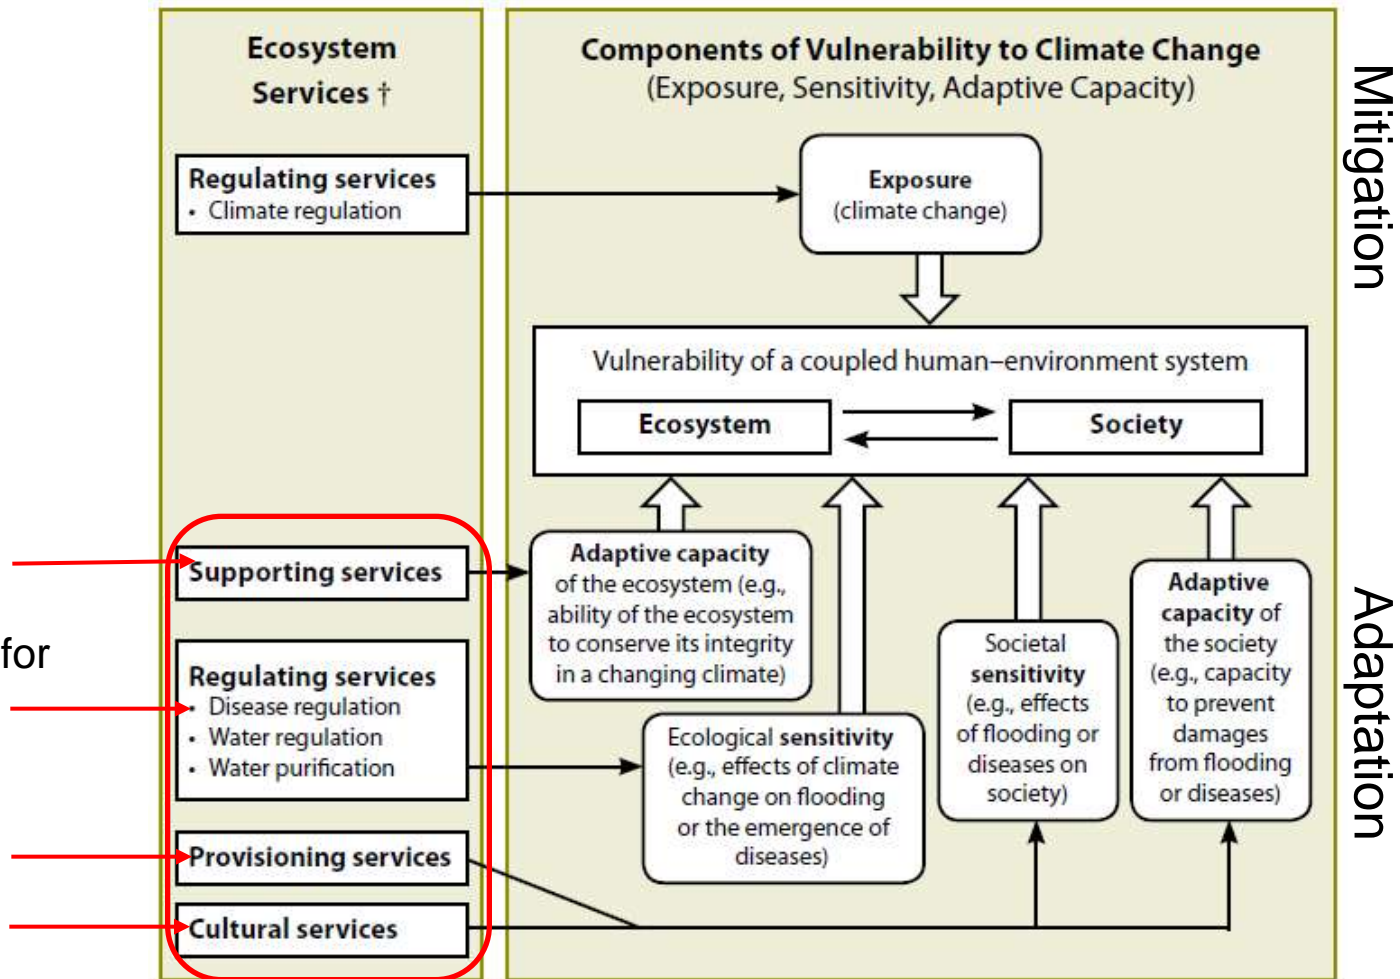 Ecosystem
Services †
Components of Vulnerability to Climate Change
(Exposure, Sensitivity, Adaptive Capacity)
Mitigation
Regulating services
• Climate regulation
Exposure
(climate change)
Vulnerability of a coupled human–environment system
Ecosystem
Society
Supporting services
Adaptive capacity
of the ecosystem (e.g.,
ability of the ecosystem
to conserve its integrity
in a changing climate)
for
Regulating services
• Disease regulation
• Water regulation
• Water purification
Ecological sensitivity
(e.g., effects of climate
change on flooding
or the emergence of
diseases)
Societal
sensitivity
(e.g., effects
of flooding or
diseases on
society)
Adaptive
capacity of
the society
(e.g., capacity
to prevent
damages
from flooding
or diseases)
Adaptation
Provisioning services
Cultural services